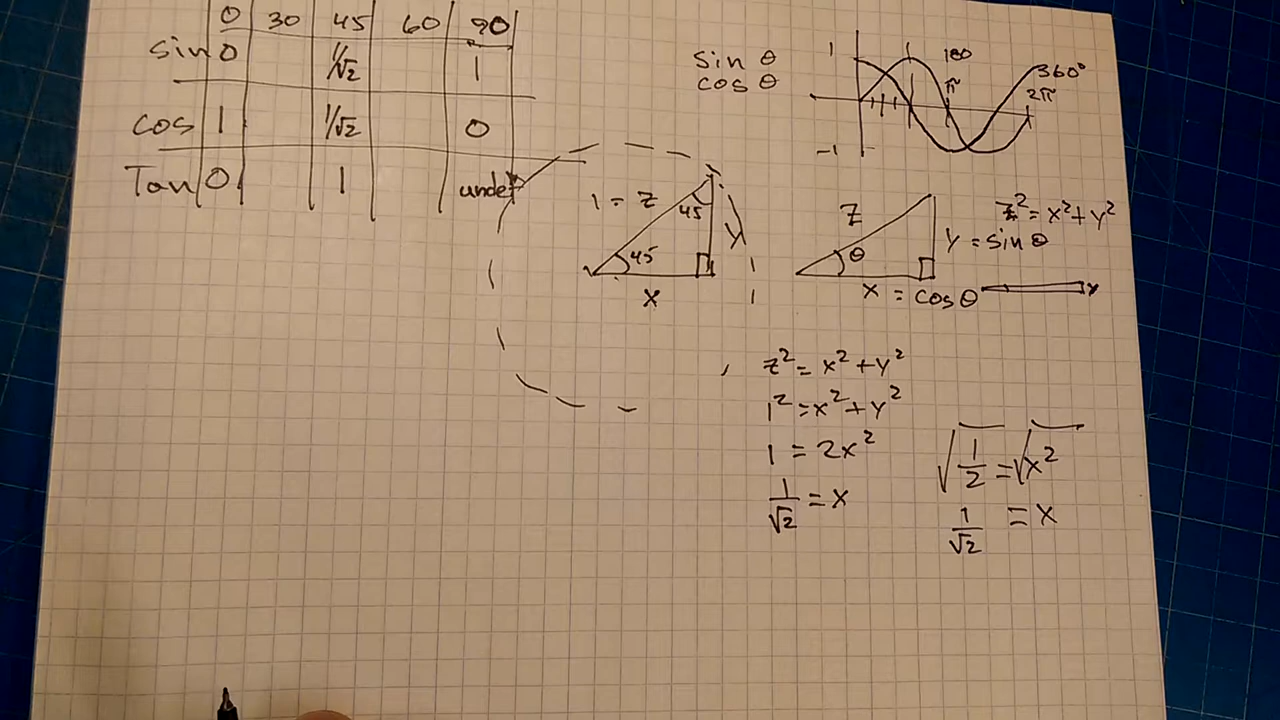 0 30 45 60 90
sin 0 1/√2 1
cos 1 1/√2 0
Tan 0 1 undef
sin θ
cos θ
1
-1
180
π
360°
2π
1 = z
45
45
y
x
z
θ
z² = x² + y²
y = sin θ
x = cos θ
z² = x² + y²
1² = x² + y²
1 = 2x²
1/√2 = x
√1/2 = √x²
1/√2 = x